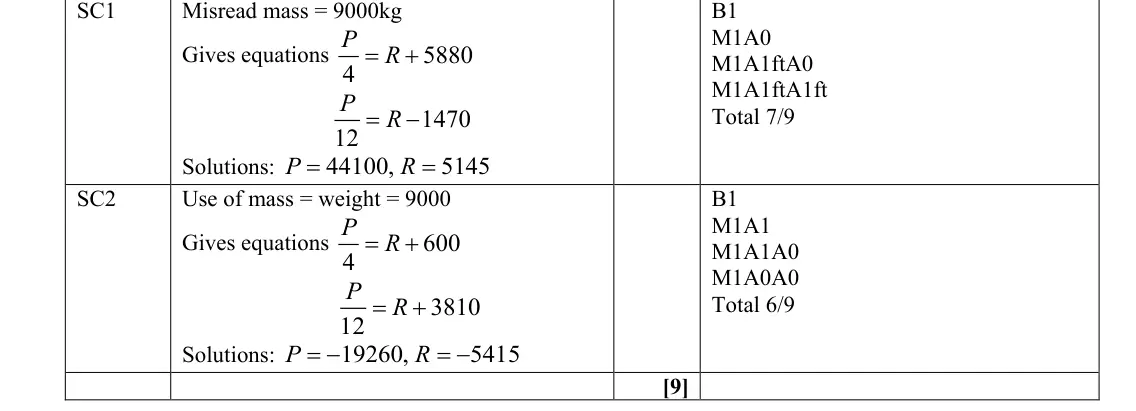 SC1 Misread mass = 9000kg B1
M1A0
Gives equations P/4 = R + 5880 M1A1ftA0
M1A1ftA1ft
P/12 = R − 1470 Total 7/9
Solutions: P = 44100, R = 5145
SC2 Use of mass = weight = 9000 B1
M1A1
Gives equations P/4 = R + 600 M1A1A0
M1A0A0
P/12 = R + 3810 Total 6/9
Solutions: P = −19260, R = −5415
[9]